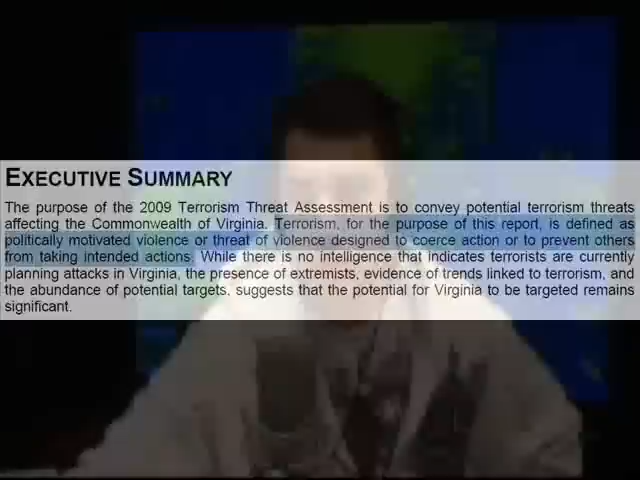 EXECUTIVE SUMMARY
The purpose of the 2009 Terrorism Threat Assessment is to convey potential terrorism threats
affecting the Commonwealth of Virginia. Terrorism, for the purpose of this report, is defined as
politically motivated violence or threat of violence designed to coerce action or to prevent others
from taking intended actions. While there is no intelligence that indicates terrorists are currently
planning attacks in Virginia, the presence of extremists, evidence of trends linked to terrorism, and
the abundance of potential targets, suggests that the potential for Virginia to be targeted remains
significant.